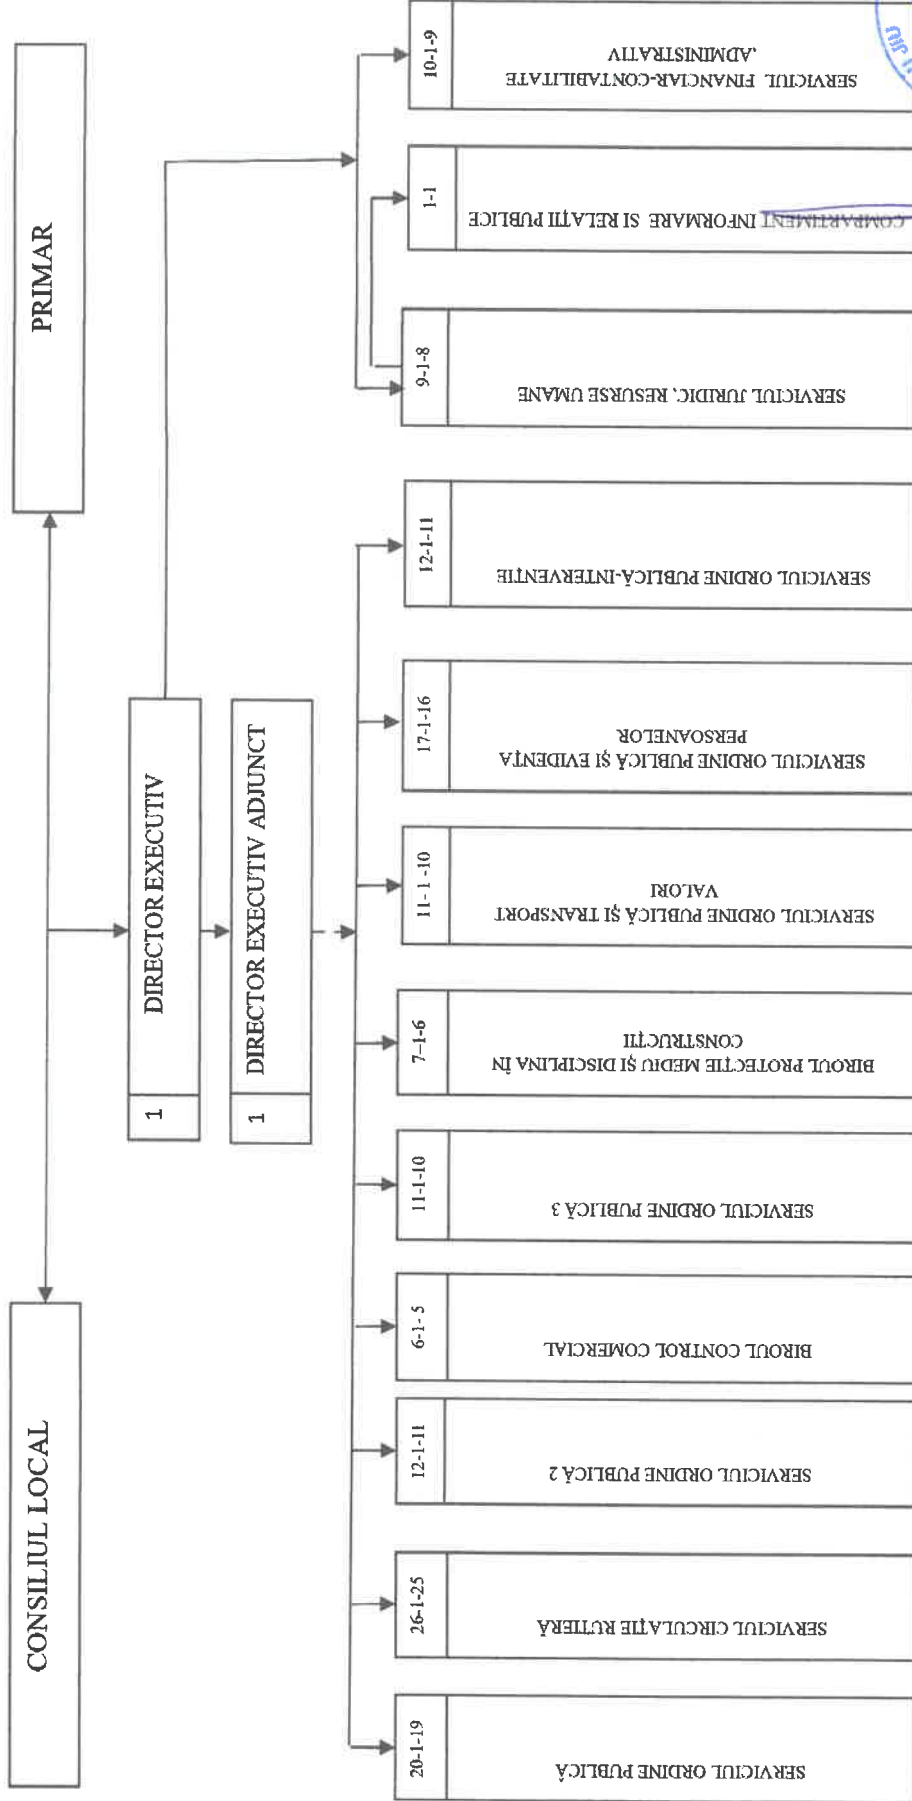 CONSILIUL LOCAL
PRIMAR
1
DIRECTOR EXECUTIV
1
DIRECTOR EXECUTIV ADJUNCT
20-1-19
SERVICIUL ORDINE PUBLICĂ
26-1-25
SERVICIUL CIRCULAȚIE RUTIERĂ
12-1-11
SERVICIUL ORDINE PUBLICĂ 2
6-1- 5
BIROUL CONTROL COMERCIAL
11-1-10
SERVICIUL ORDINE PUBLICĂ 3
7-1-6
BIROUL PROTECȚIE MEDIU ȘI DISCIPLINA ÎN
CONSTRUCȚII
11- 1 -10
SERVICIUL ORDINE PUBLICĂ ȘI TRANSPORT
VALORI
17-1-16
SERVICIUL ORDINE PUBLICĂ ȘI EVIDENȚA
PERSOANELOR
12-1-11
SERVICIUL ORDINE PUBLICĂ-INTERVENȚIE
9-1-8
SERVICIUL JURIDIC, RESURSE UMANE
1-1
COMPARTIMENT INFORMARE SI RELAȚII PUBLICE
10-1-9
SERVICIUL FINANCIAR-CONTABILITATE
,ADMINISTRATIV